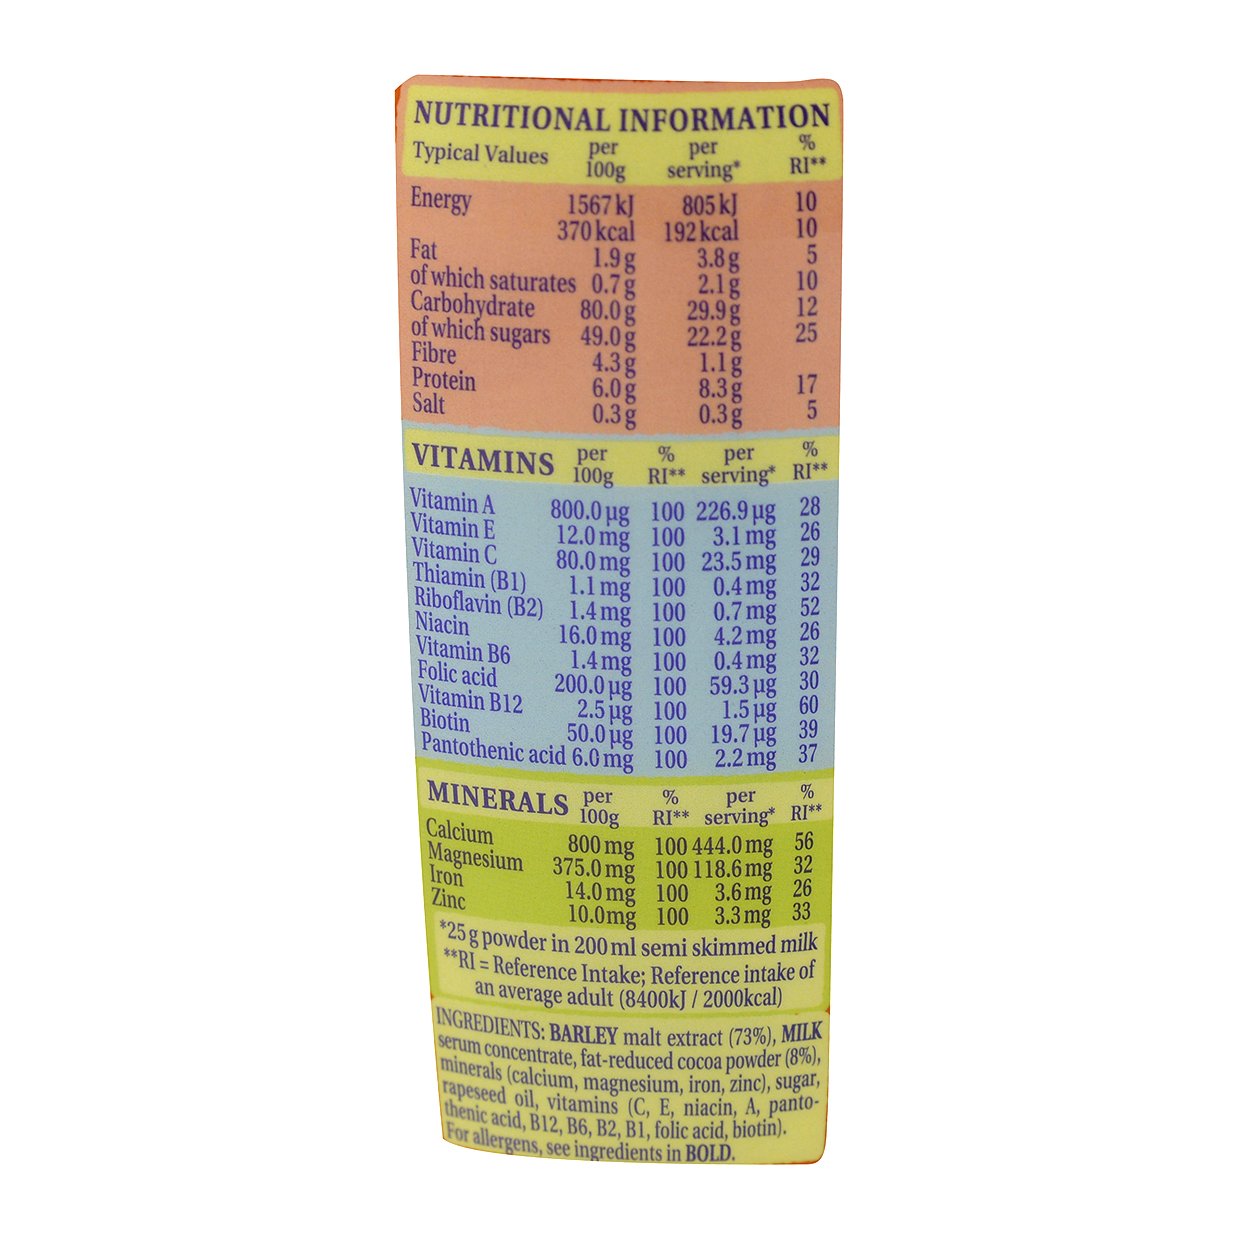 NUTRITIONAL INFORMATION
Typical Values per 100g per serving* % RI**
Energy 1567 kJ 805 kJ 10
370 kcal 192 kcal 10
Fat 1.9 g 3.8 g 5
of which saturates 0.7 g 2.1 g 10
Carbohydrate 80.0 g 29.9 g 12
of which sugars 49.0 g 22.2 g 25
Fibre 4.3 g 1.1 g
Protein 6.0 g 8.3 g 17
Salt 0.3 g 0.3 g 5
VITAMINS per 100g % RI** per serving* % RI**
Vitamin A 800.0 µg 100 226.9 µg 28
Vitamin E 12.0 mg 100 3.1 mg 26
Vitamin C 80.0 mg 100 23.5 mg 29
Thiamin (B1) 1.1 mg 100 0.4 mg 32
Riboflavin (B2) 1.4 mg 100 0.7 mg 52
Niacin 16.0 mg 100 4.2 mg 26
Vitamin B6 1.4 mg 100 0.4 mg 32
Folic acid 200.0 µg 100 59.3 µg 30
Vitamin B12 2.5 µg 100 1.5 µg 60
Biotin 50.0 µg 100 19.7 µg 39
Pantothenic acid 6.0 mg 100 2.2 mg 37
MINERALS per 100g % RI** per serving* % RI**
Calcium 800 mg 100 444.0 mg 56
Magnesium 375.0 mg 100 118.6 mg 32
Iron 14.0 mg 100 3.6 mg 26
Zinc 10.0mg 100 3.3 mg 33
*25 g powder in 200 ml semi skimmed milk
**RI = Reference Intake; Reference intake of
an average adult (8400kJ / 2000kcal)
INGREDIENTS: BARLEY malt extract (73%), MILK
serum concentrate, fat-reduced cocoa powder (8%),
minerals (calcium, magnesium, iron, zinc), sugar,
rapeseed oil, vitamins (C, E, niacin, A, panto-
thenic acid, B12, B6, B2, B1, folic acid, biotin).
For allergens, see ingredients in BOLD.